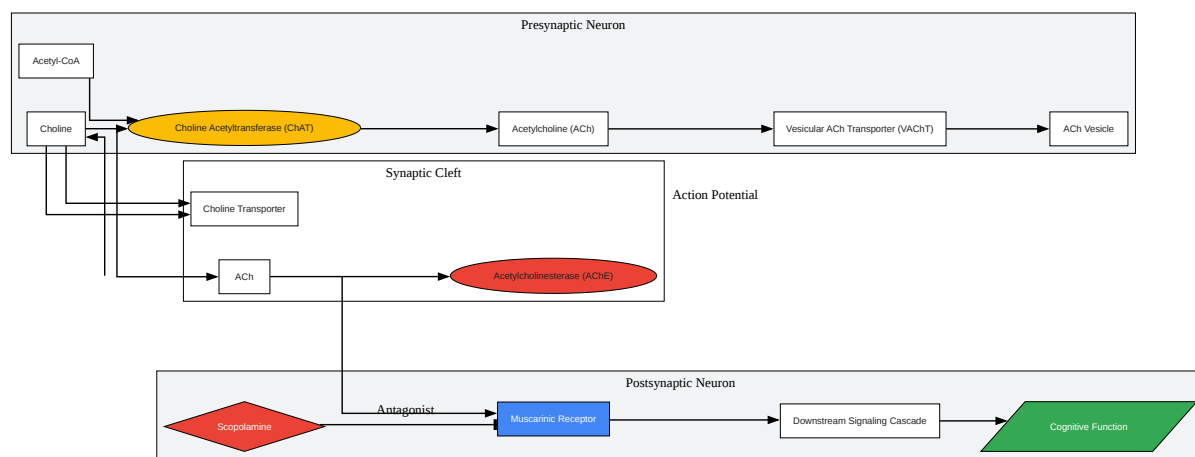 Presynaptic Neuron
Acetyl-CoA
Choline
Choline Acetyltransferase (ChAT)
Acetylcholine (ACh)
Vesicular ACh Transporter (VAChT)
ACh Vesicle
Synaptic Cleft
Choline Transporter
Action Potential
ACh
Acetylcholinesterase (AChE)
Postsynaptic Neuron
Antagonist
Scopolamine
Muscarinic Receptor
Downstream Signaling Cascade
Cognitive Function